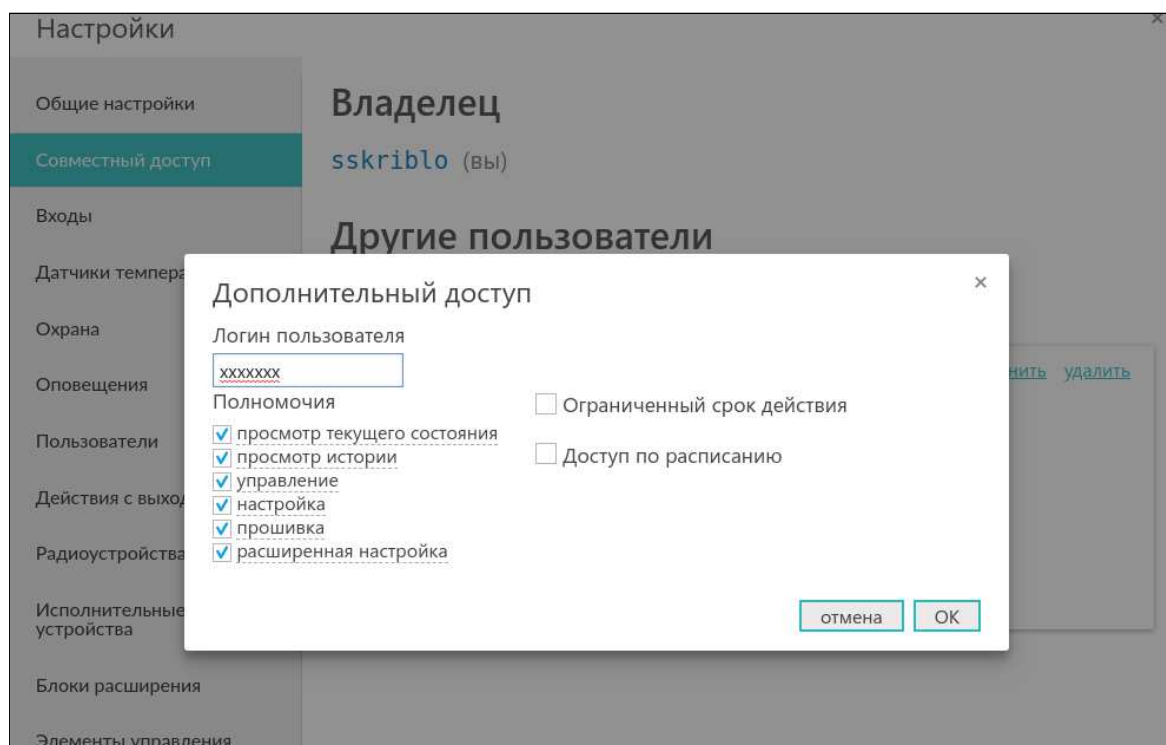 Настройки
×
Общие настройки
Совместный доступ
Входы
Датчики темпера
Охрана
Оповещения
Пользователи
Действия с выход
Радиоустройства
Исполнительные
устройства
Блоки расширения
Элементы управления
Владелец
sskriblo (вы)
Другие пользователи
нить удалить
Дополнительный доступ
×
Логин пользователя
xxxxxxx
Полномочия
просмотр текущего состояния
просмотр истории
управление
настройка
прошивка
расширенная настройка
Ограниченный срок действия
Доступ по расписанию
отмена
OK